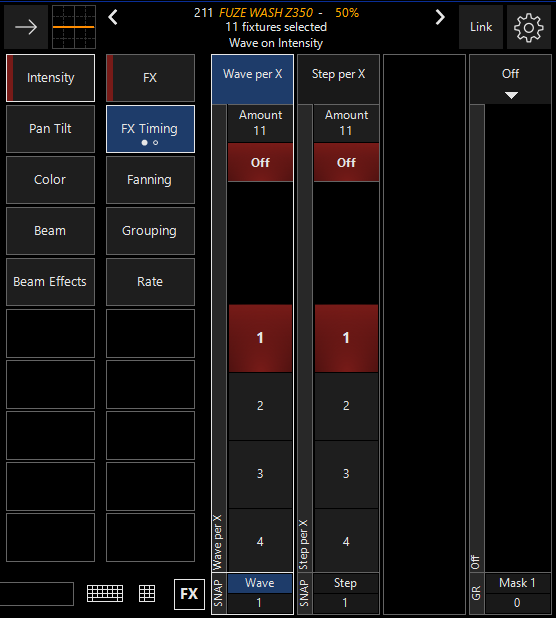 211 FUZE WASH Z350 - 50%
11 fixtures selected
Wave on Intensity
Link
Intensity
FX
Wave per X
Step per X
Off
Pan Tilt
FX Timing
Amount
11
Amount
11
Off
Off
Color
Fanning
Beam
Grouping
Beam Effects
Rate
1
1
2
2
3
3
4
4
Wave per X
Step per X
Off
FX
SNAP
Wave
1
SNAP
Step
1
GR
Mask 1
0